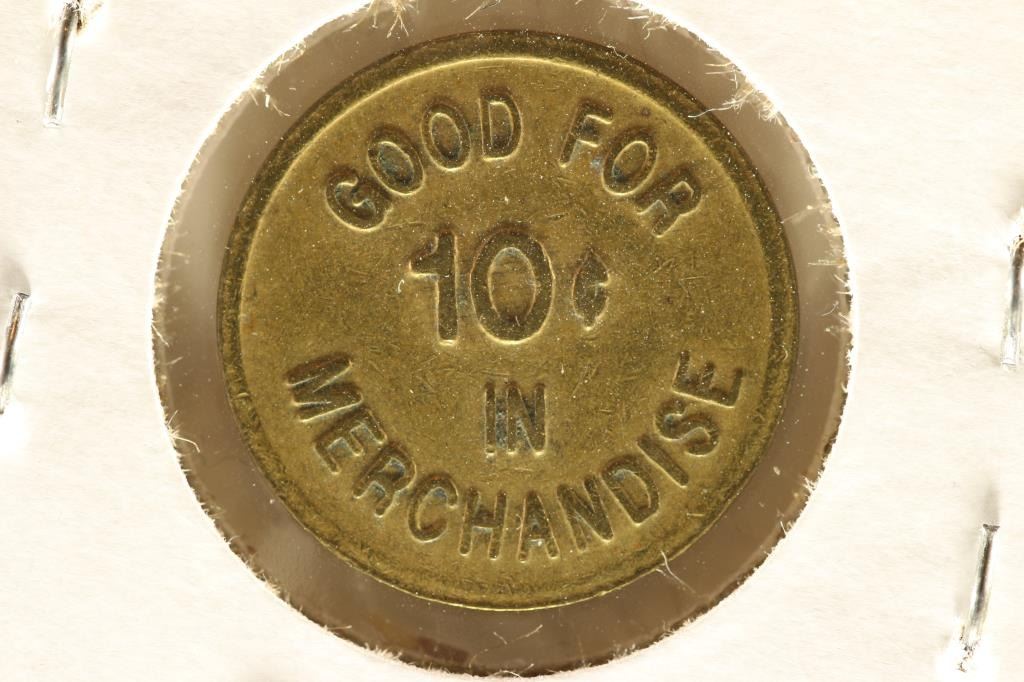 GOOD FOR
10¢
IN
MERCHANDISE